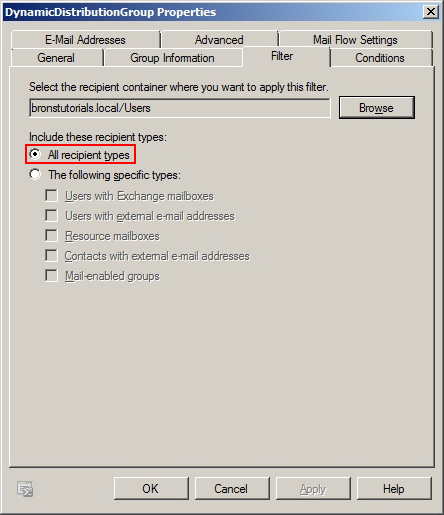 DynamicDistributionGroup Properties
E-Mail Addresses Advanced Mail Flow Settings
General Group Information Filter Conditions
Select the recipient container where you want to apply this filter.
bronstutorials.local/Users Browse
Include these recipient types:
All recipient types
The following specific types:
Users with Exchange mailboxes
Users with external e-mail addresses
Resource mailboxes
Contacts with external e-mail addresses
Mail-enabled groups
OK Cancel Apply Help